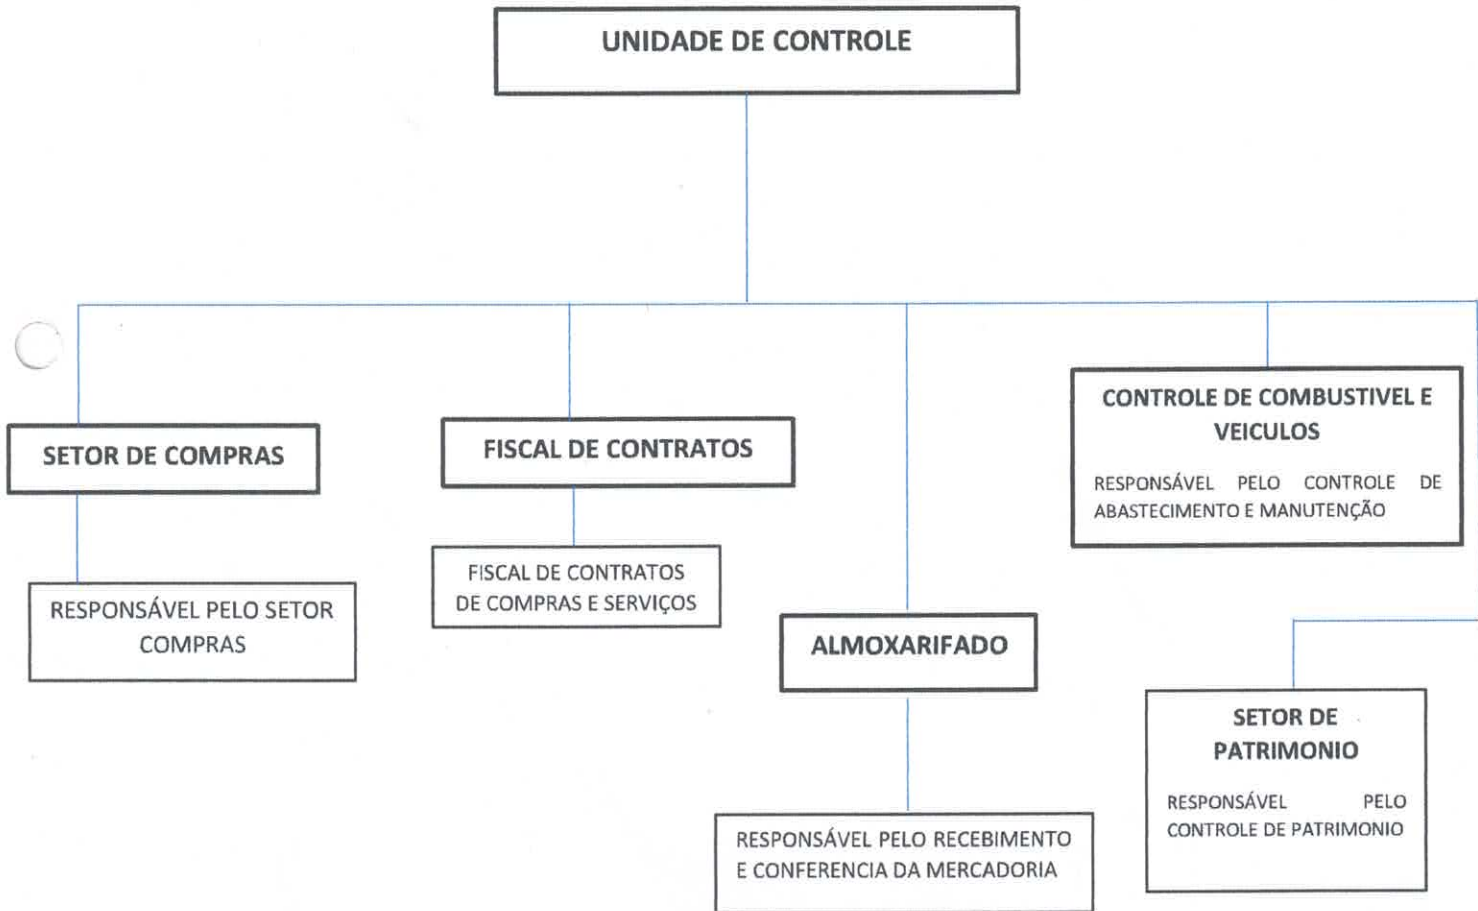 UNIDADE DE CONTROLE
SETOR DE COMPRAS
RESPONSÁVEL PELO SETOR
COMPRAS
FISCAL DE CONTRATOS
FISCAL DE CONTRATOS
DE COMPRAS E SERVIÇOS
ALMOXARIFADO
RESPONSÁVEL PELO RECEBIMENTO
E CONFERENCIA DA MERCADORIA
CONTROLE DE COMBUSTIVEL E
VEICULOS
RESPONSÁVEL PELO CONTROLE DE
ABASTECIMENTO E MANUTENÇÃO
SETOR DE
PATRIMONIO
RESPONSÁVEL PELO
CONTROLE DE PATRIMONIO